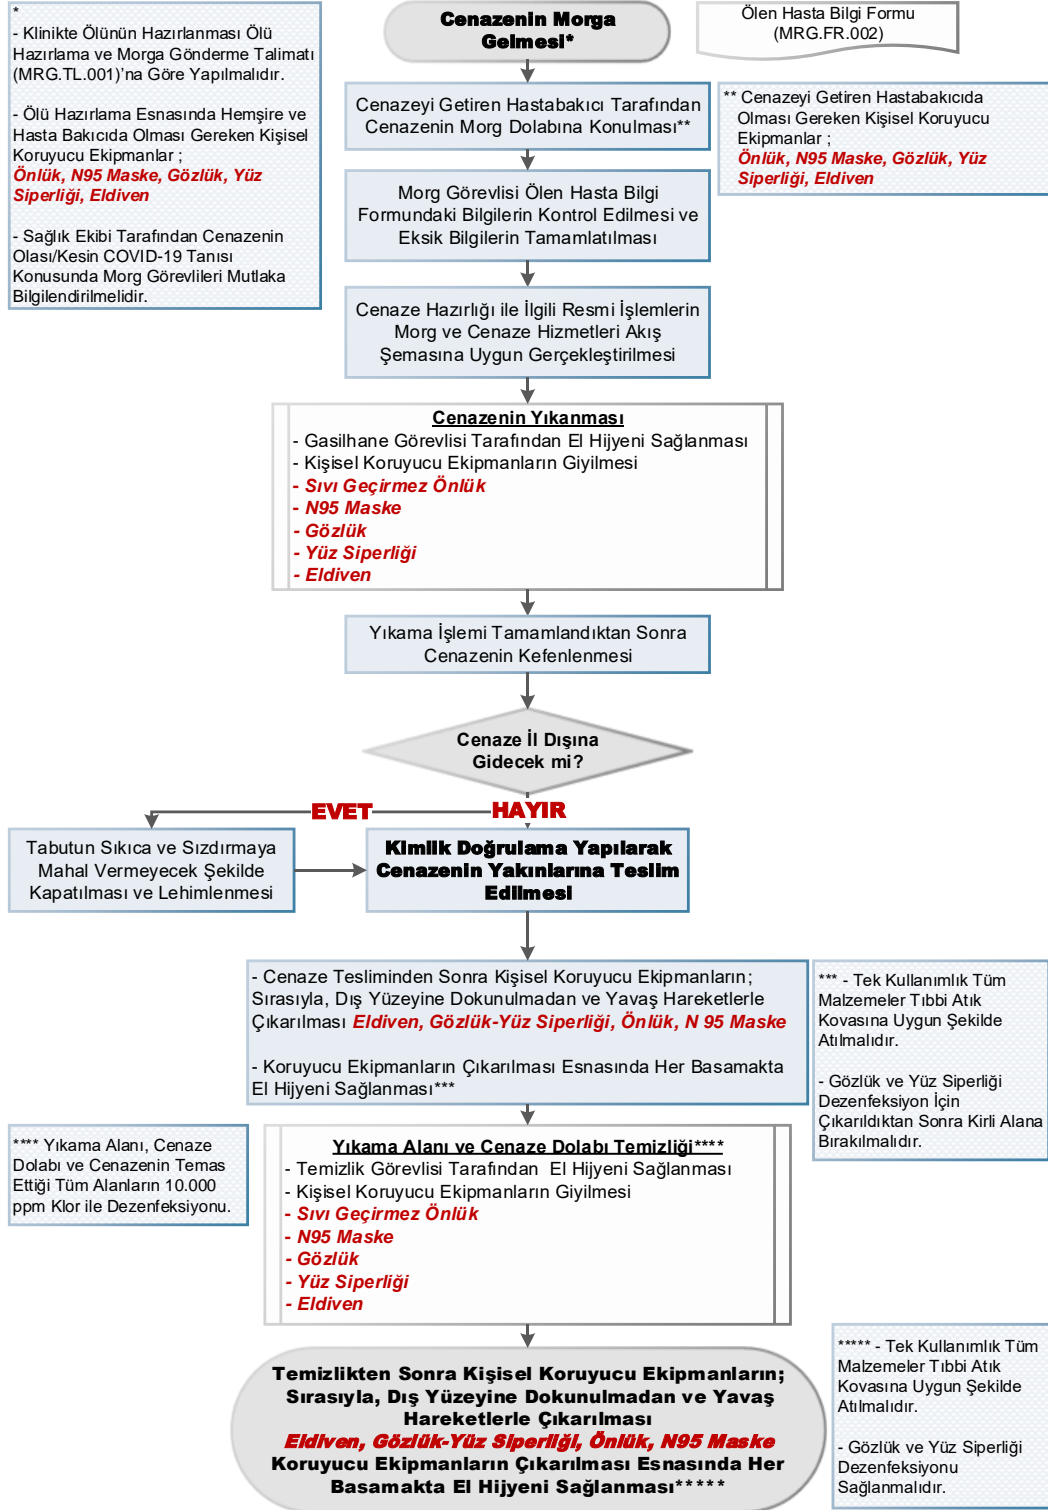 *
- Klinikte Ölünün Hazırlanması Ölü
Hazırlama ve Morga Gönderme Talimatı
(MRG.TL.001)’na Göre Yapılmalıdır.
- Ölü Hazırlama Esnasında Hemşire ve
Hasta Bakıcıda Olması Gereken Kişisel
Koruyucu Ekipmanlar ;
Önlük, N95 Maske, Gözlük, Yüz
Siperliği, Eldiven
- Sağlık Ekibi Tarafından Cenazenin
Olası/Kesin COVID-19 Tanısı
Konusunda Morg Görevlileri Mutlaka
Bilgilendirilmelidir.
Cenazenin Morga
Gelmesi*
Ölen Hasta Bilgi Formu
(MRG.FR.002)
Cenazeyi Getiren Hastabakıcı Tarafından
Cenazenin Morg Dolabına Konulması**
** Cenazeyi Getiren Hastabakıcıda
Olması Gereken Kişisel Koruyucu
Ekipmanlar ;
Önlük, N95 Maske, Gözlük, Yüz
Siperliği, Eldiven
Morg Görevlisi Ölen Hasta Bilgi
Formundaki Bilgilerin Kontrol Edilmesi ve
Eksik Bilgilerin Tamamlatılması
Cenaze Hazırlığı ile İlgili Resmi İşlemlerin
Morg ve Cenaze Hizmetleri Akış
Şemasına Uygun Gerçekleştirilmesi
Cenazenin Yıkanması
- Gasilhane Görevlisi Tarafından El Hijyeni Sağlanması
- Kişisel Koruyucu Ekipmanların Giyilmesi
- Sıvı Geçirmez Önlük
- N95 Maske
- Gözlük
- Yüz Siperliği
- Eldiven
Yıkama İşlemi Tamamlandıktan Sonra
Cenazenin Kefenlenmesi
Cenaze İl Dışına
Gidecek mi?
EVET
HAYIR
Tabutun Sıkıca ve Sızdırmaya
Mahal Vermeyecek Şekilde
Kapatılması ve Lehimlenmesi
Kimlik Doğrulama Yapılarak
Cenazenin Yakınlarına Teslim
Edilmesi
- Cenaze Tesliminden Sonra Kişisel Koruyucu Ekipmanların;
Sırasıyla, Dış Yüzeyine Dokunulmadan ve Yavaş Hareketlerle
Çıkarılması Eldiven, Gözlük-Yüz Siperliği, Önlük, N 95 Maske
- Koruyucu Ekipmanların Çıkarılması Esnasında Her Basamakta
El Hijyeni Sağlanması***
*** - Tek Kullanımlık Tüm
Malzemeler Tıbbi Atık
Kovasına Uygun Şekilde
Atılmalıdır.
- Gözlük ve Yüz Siperliği
Dezenfeksiyon İçin
Çıkarıldıktan Sonra Kirli Alana
Bırakılmalıdır.
**** Yıkama Alanı, Cenaze
Dolabı ve Cenazenin Temas
Ettiği Tüm Alanların 10.000
ppm Klor ile Dezenfeksiyonu.
Yıkama Alanı ve Cenaze Dolabı Temizliği****
- Temizlik Görevlisi Tarafından El Hijyeni Sağlanması
- Kişisel Koruyucu Ekipmanların Giyilmesi
- Sıvı Geçirmez Önlük
- N95 Maske
- Gözlük
- Yüz Siperliği
- Eldiven
Temizlikten Sonra Kişisel Koruyucu Ekipmanların;
Sırasıyla, Dış Yüzeyine Dokunulmadan ve Yavaş
Hareketlerle Çıkarılması
Eldiven, Gözlük-Yüz Siperliği, Önlük, N95 Maske
Koruyucu Ekipmanların Çıkarılması Esnasında Her
Basamakta El Hijyeni Sağlanması*****
***** - Tek Kullanımlık Tüm
Malzemeler Tıbbi Atık
Kovasına Uygun Şekilde
Atılmalıdır.
- Gözlük ve Yüz Siperliği
Dezenfeksiyonu
Sağlanmalıdır.